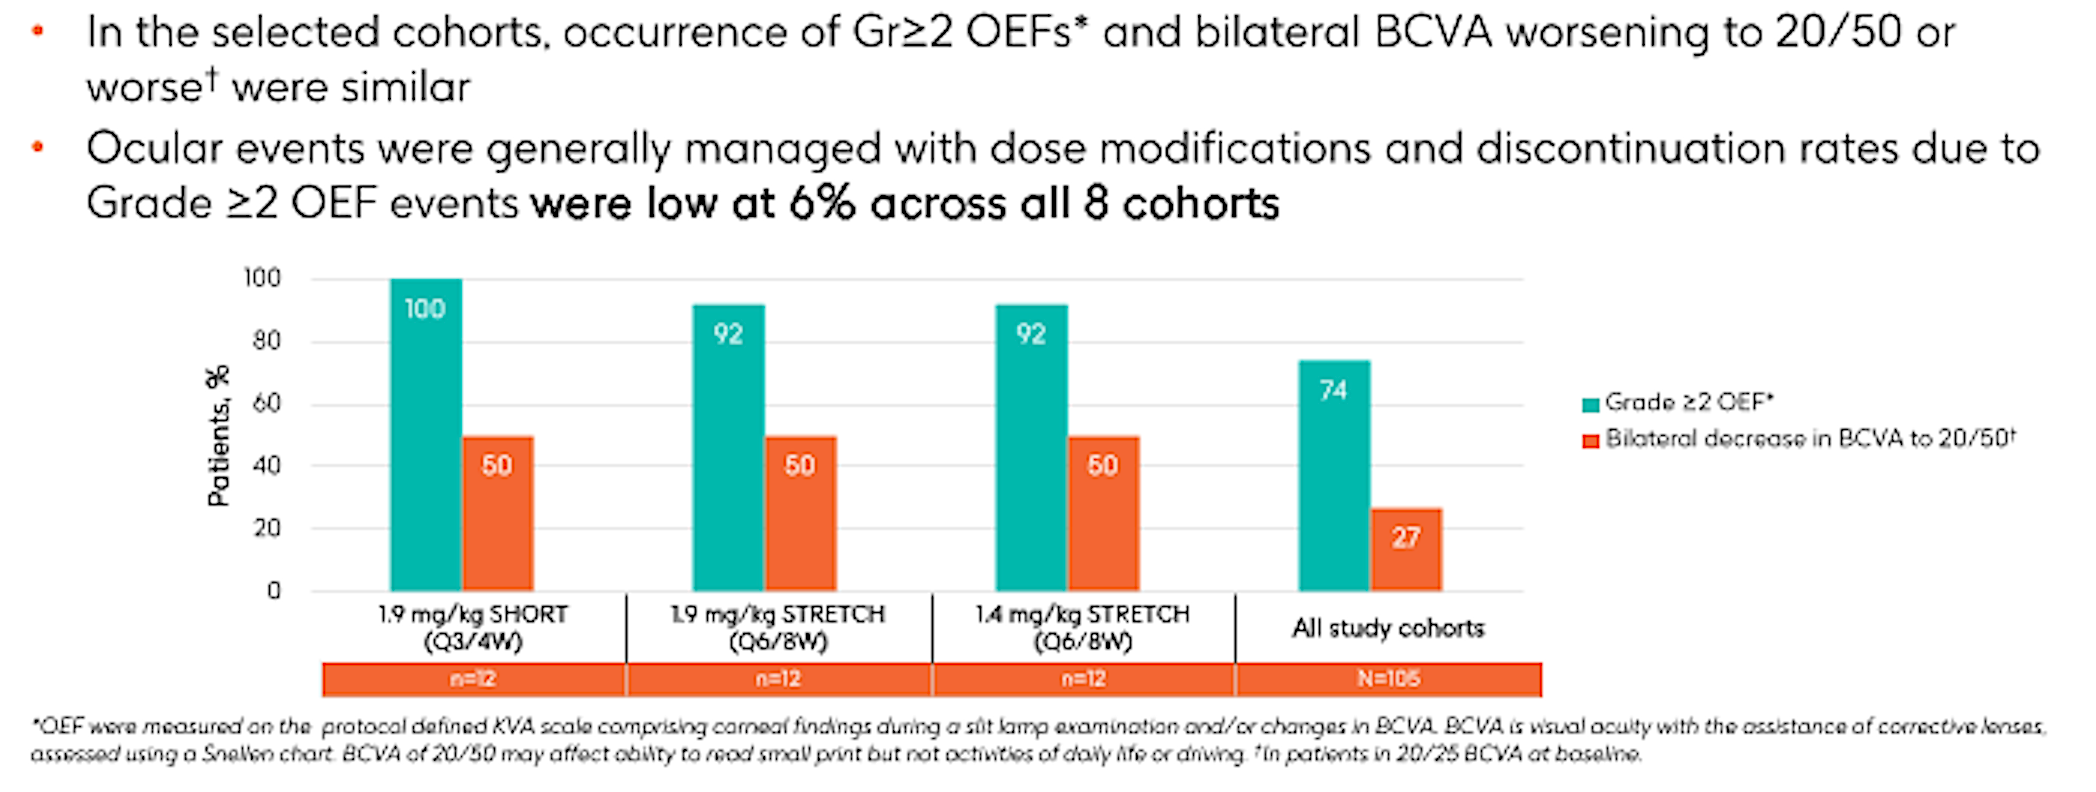 • In the selected cohorts, occurrence of Gr≥2 OEFs* and bilateral BCVA worsening to 20/50 or
worse† were similar
• Ocular events were generally managed with dose modifications and discontinuation rates due to
Grade ≥2 OEF events were low at 6% across all 8 cohorts
Patients, %
100
80
60
40
20
0
100
50
92
50
92
50
74
27
Grade ≥2 OEF*
Bilateral decrease in BCVA to 20/50†
1.9 mg/kg SHORT
(Q3/4W)
1.9 mg/kg STRETCH
(Q6/8W)
1.4 mg/kg STRETCH
(Q6/8W)
All study cohorts
n=12
n=12
n=12
N=105
*OEF were measured on the protocol defined KVA scale comprising corneal findings during a slit lamp examination and/or changes in BCVA. BCVA is visual acuity with the assistance of corrective lenses,
assessed using a Snellen chart. BCVA of 20/50 may affect ability to read small print but not activities of daily life or driving. †In patients in 20/25 BCVA at baseline.